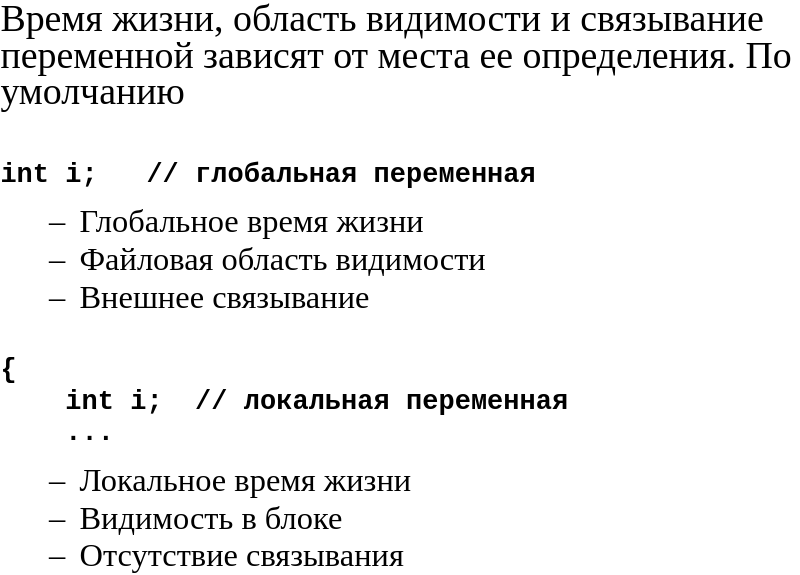 Время жизни, область видимости и связывание
переменной зависят от места ее определения. По
умолчанию
int i;   // глобальная переменная
– Глобальное время жизни
– Файловая область видимости
– Внешнее связывание
{
    int i;  // локальная переменная
    ...
– Локальное время жизни
– Видимость в блоке
– Отсутствие связывания